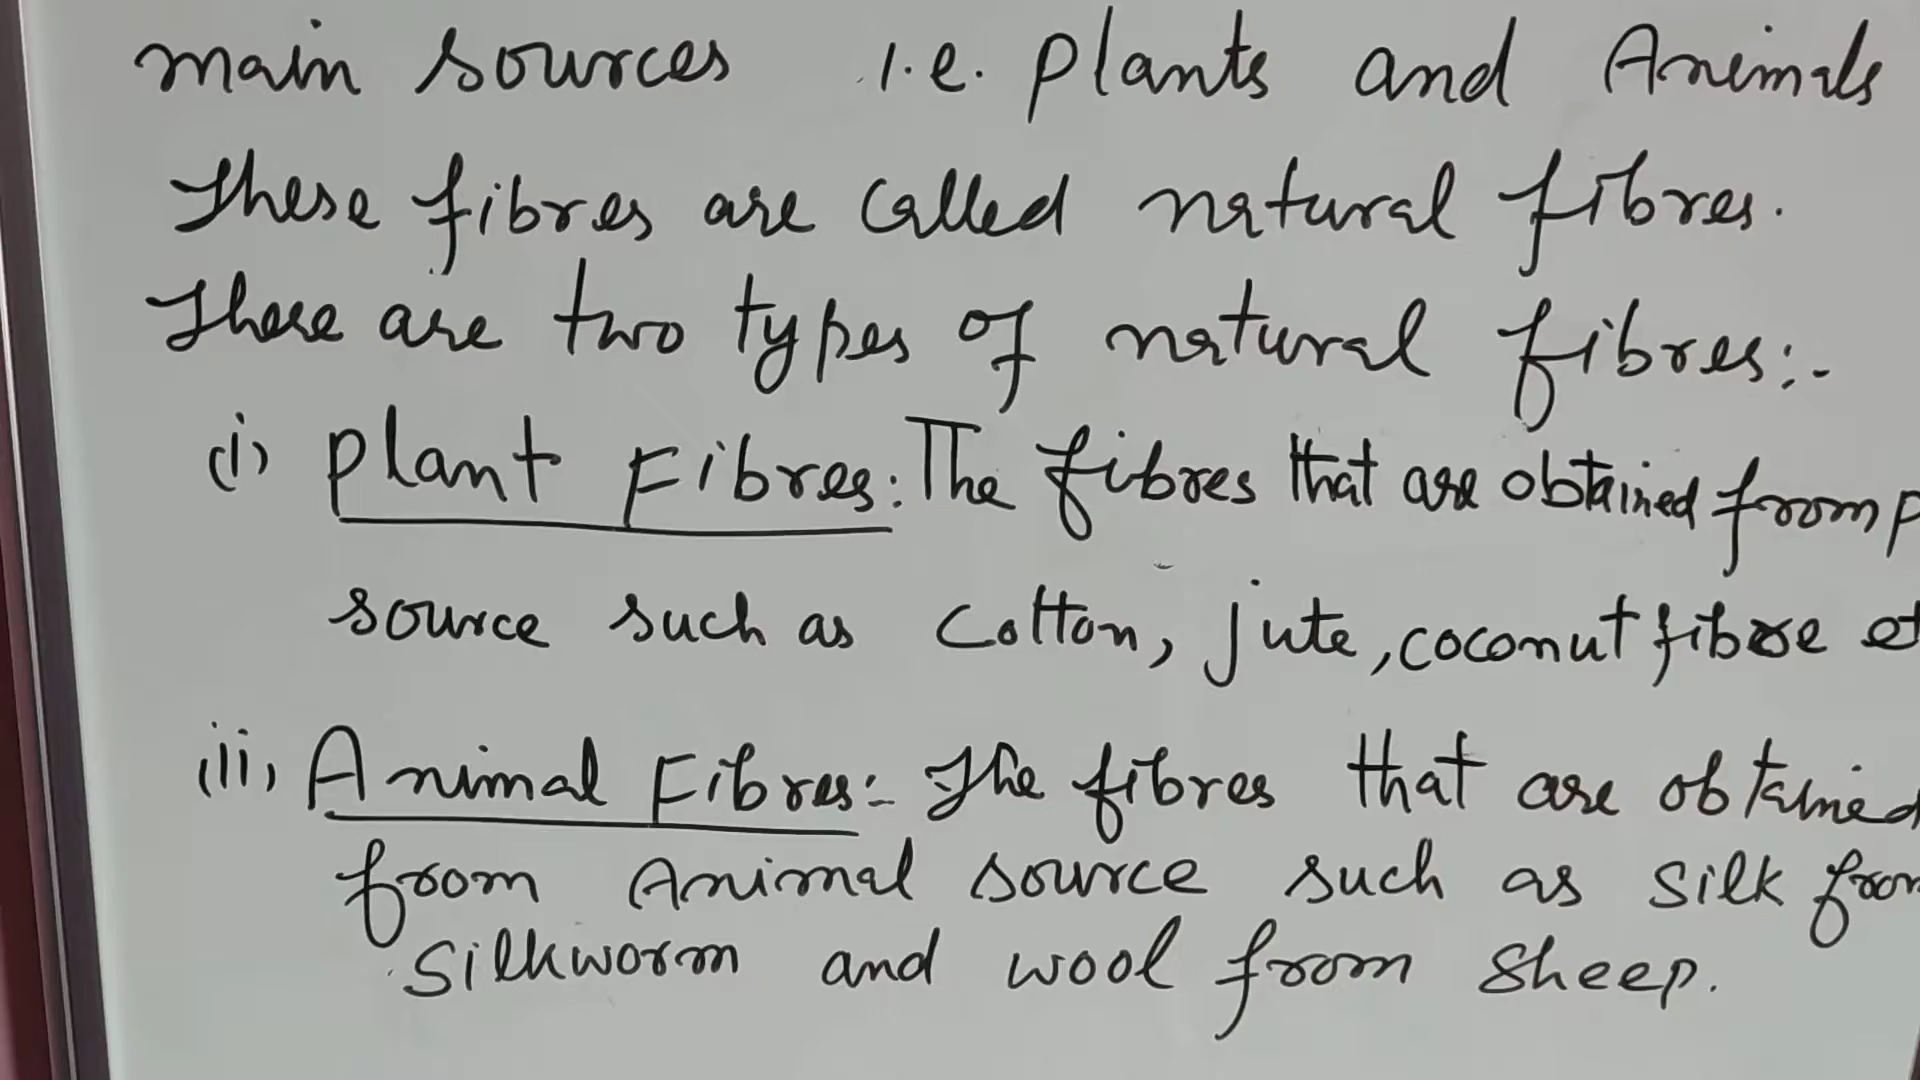 main sources i.e. plants and Animals
These fibres are called natural fibres.
There are two types of natural fibres:-
(i) Plant Fibres: The fibres that are obtained from p
source such as cotton, jute, coconut fibre et
(ii) Animal Fibres:- The fibres that are obtained
from Animal source such as silk from
silkworm and wool from sheep.